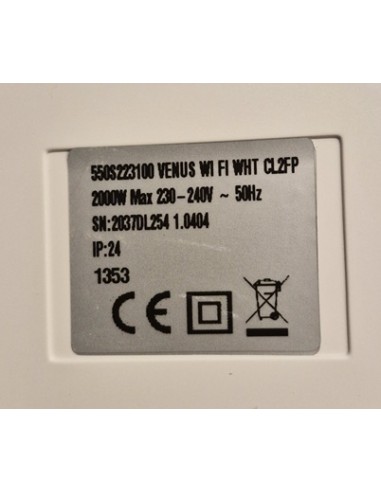 550S223100 VENUS WI FI WHT CL2FP
2000W Max 230-240V ~ 50Hz
SN:2037DL254 1.0404
IP:24
1353
CE